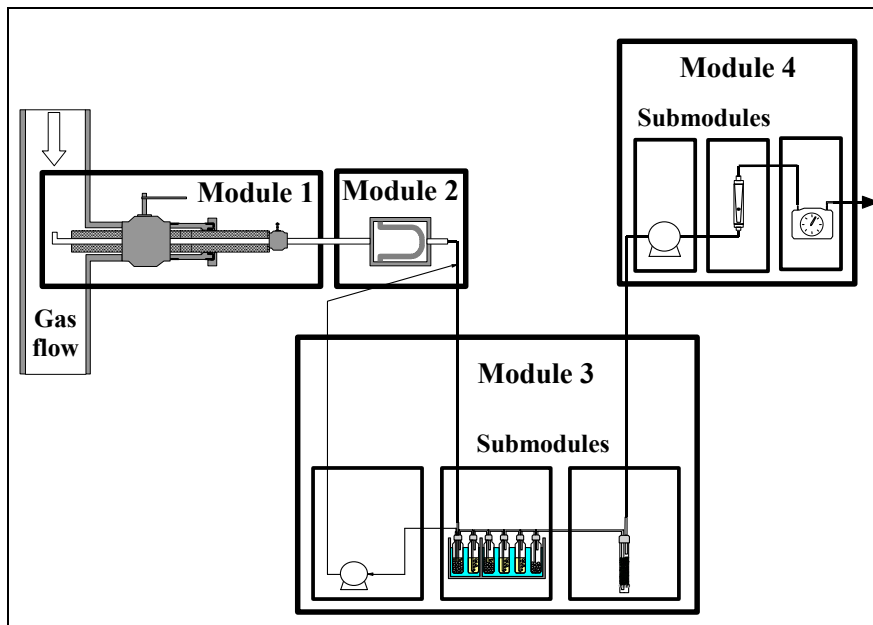 Module 4
Submodules
Module 1
Module 2
Gas
flow
Module 3
Submodules